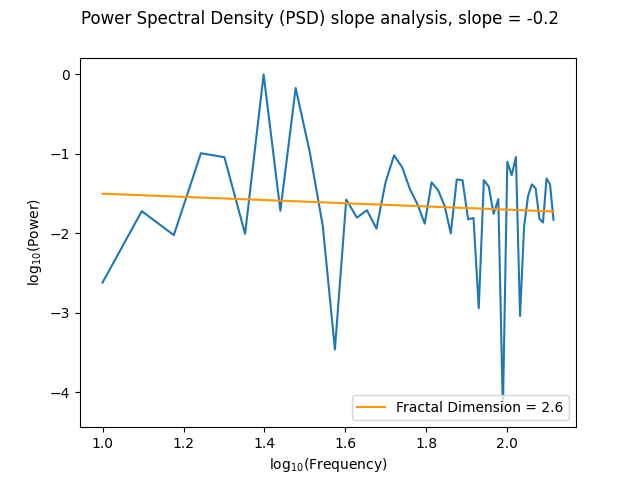 Power Spectral Density (PSD) slope analysis, slope = -0.2
log₁₀(Power)
0
−1
−2
−3
−4
Fractal Dimension = 2.6
1.0 1.2 1.4 1.6 1.8 2.0
log₁₀(Frequency)